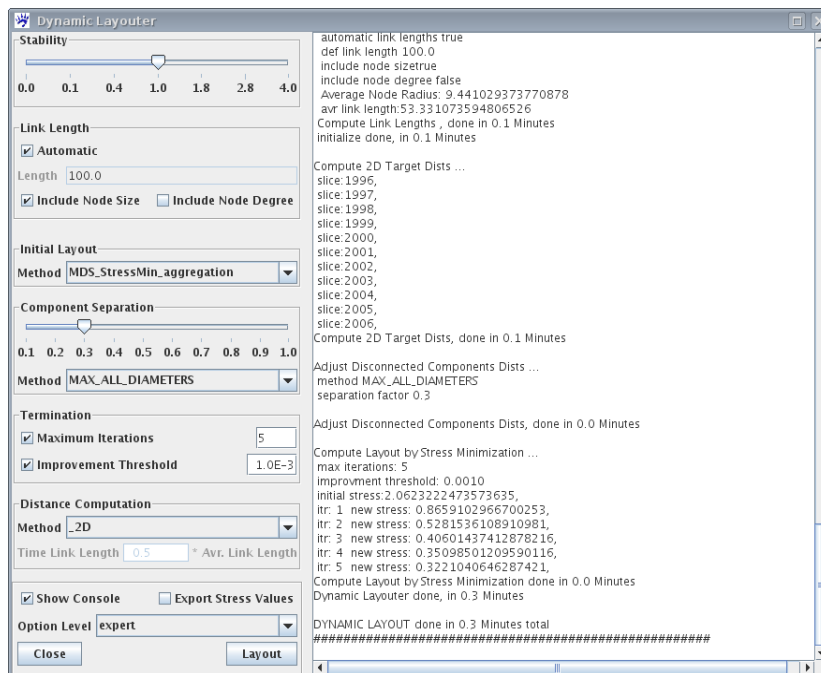 Dynamic Layouter
Stability
0.0 0.1 0.4 1.0 1.8 2.8 4.0
Link Length
Automatic
Length 100.0
Include Node Size Include Node Degree
Initial Layout
Method MDS_StressMin_aggregation
Component Separation
0.1 0.2 0.3 0.4 0.5 0.6 0.7 0.8 0.9 1.0
Method MAX_ALL_DIAMETERS
Termination
Maximum Iterations 5
Improvement Threshold 1.0E-3
Distance Computation
Method _2D
Time Link Length 0.5 * Avr. Link Length
Show Console Export Stress Values
Option Level expert
Close Layout
automatic link lengths true
def link length 100.0
include node sizetrue
include node degree false
Average Node Radius: 9.441029373770878
avr link length:53.331073594806526
Compute Link Lengths , done in 0.1 Minutes
initialize done, in 0.1 Minutes
Compute 2D Target Dists ...
slice:1996,
slice:1997,
slice:1998,
slice:1999,
slice:2000,
slice:2001,
slice:2002,
slice:2003,
slice:2004,
slice:2005,
slice:2006,
Compute 2D Target Dists, done in 0.1 Minutes
Adjust Disconnected Components Dists ...
method MAX_ALL_DIAMETERS
separation factor 0.3
Adjust Disconnected Components Dists, done in 0.0 Minutes
Compute Layout by Stress Minimization ...
max iterations: 5
improvment threshold: 0.0010
initial stress:2.0623222473573635,
itr: 1 new stress: 0.8659102966700253,
itr: 2 new stress: 0.5281536108910981,
itr: 3 new stress: 0.40601437412878216,
itr: 4 new stress: 0.35098501209590116,
itr: 5 new stress: 0.3221040646287421,
Compute Layout by Stress Minimization done in 0.0 Minutes
Dynamic Layouter done, in 0.3 Minutes
DYNAMIC LAYOUT done in 0.3 Minutes total
#####################################################